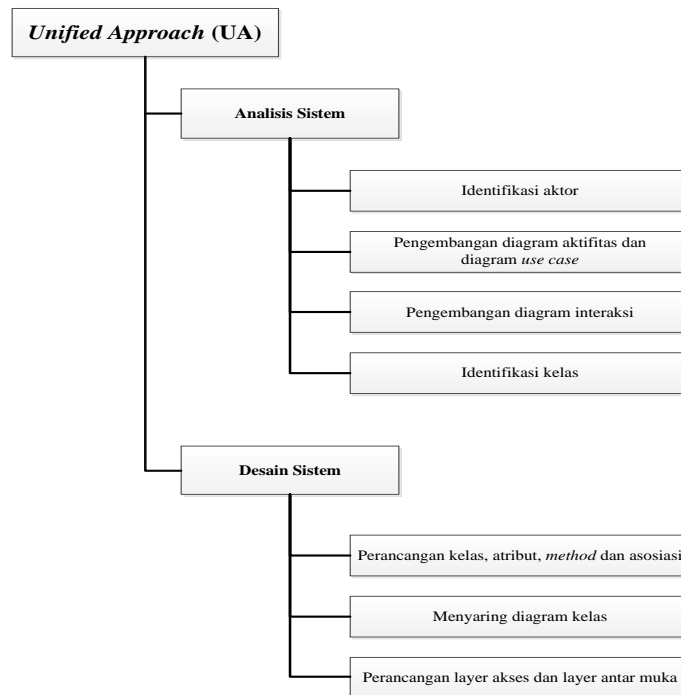 Unified Approach (UA)
Analisis Sistem
Identifikasi aktor
Pengembangan diagram aktifitas dan
diagram use case
Pengembangan diagram interaksi
Identifikasi kelas
Desain Sistem
Perancangan kelas, atribut, method dan asosiasi
Menyaring diagram kelas
Perancangan layer akses dan layer antar muka